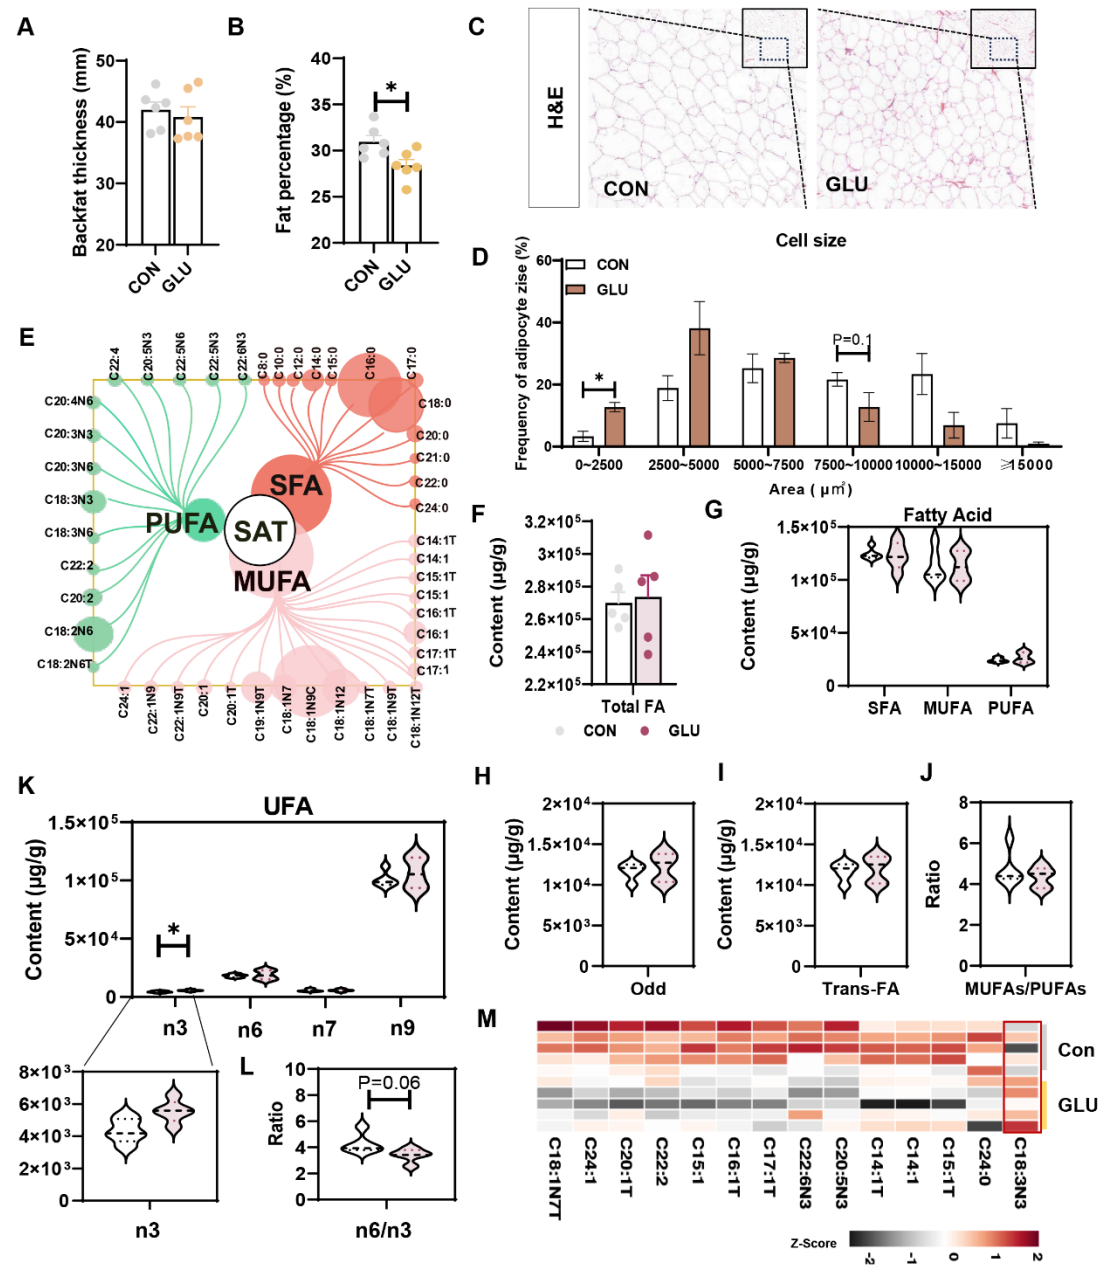 A
Backfat thickness (mm)
50
40
30
20
CON
GLU
B
Fat percentage (%)
40
35
30
25
20
*
CON
GLU
C
H&E
CON
GLU
D
Cell size
Frequency of adipocyte zise (%)
60
40
20
0
CON
GLU
*
P=0.1
0~2500
2500~5000
5000~7500
7500~10000
10000~15000
≥15000
Area ( μm²)
E
C22:4
C20:5N3
C22:5N6
C22:5N3
C22:6N3
C8:0
C10:0
C12:0
C14:0
C15:0
C16:0
C17:0
C18:0
C20:0
C21:0
C22:0
C24:0
C20:4N6
C20:3N3
C20:3N6
C18:3N3
C18:3N6
C22:2
C20:2
C18:2N6
C18:2N6T
SFA
PUFA
SAT
MUFA
C14:1T
C14:1
C15:1T
C15:1
C16:1T
C16:1
C17:1T
C17:1
C24:1
C22:1N9
C22:1N9T
C20:1
C20:1T
C19:1N9T
C18:1N7
C18:1N9C
C18:1N12
C18:1N7T
C18:1N9T
C18:1N12T
F
Content (μg/g)
3.2×10⁵
3.0×10⁵
2.8×10⁵
2.6×10⁵
2.4×10⁵
2.2×10⁵
Total FA
CON
GLU
G
Fatty Acid
Content (μg/g)
1.5×10⁵
1×10⁵
5×10⁴
0
SFA
MUFA
PUFA
K
UFA
Content (μg/g)
1.5×10⁵
1×10⁵
5×10⁴
0
*
n3
n6
n7
n9
8×10³
6×10³
4×10³
2×10³
0
n3
L
Ratio
10
8
6
4
2
0
P=0.06
n6/n3
H
Content (μg/g)
2×10⁴
1.5×10⁴
1×10⁴
5×10³
0
Odd
I
Content (μg/g)
2×10⁴
1.5×10⁴
1×10⁴
5×10³
0
Trans-FA
J
Ratio
8
6
4
2
0
MUFAs/PUFAs
M
Con
GLU
C18:1N7T
C24:1
C20:1T
C22:2
C15:1
C16:1T
C17:1T
C22:6N3
C20:5N3
C14:1T
C14:1
C15:1T
C24:0
C18:3N3
Z-Score
-2
-1
0
1
2